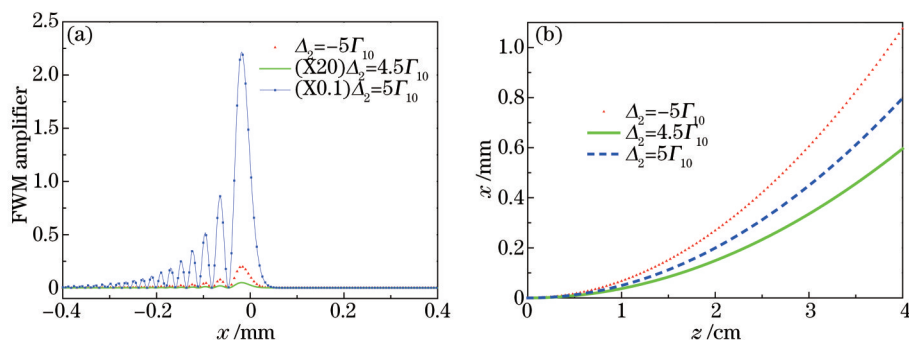 (a)
FWM amplifier
2.5
2.0
1.5
1.0
0.5
0
Δ₂=-5Γ₁₀
(X20)Δ₂=4.5Γ₁₀
(X0.1)Δ₂=5Γ₁₀
-0.4
-0.2
0
0.2
0.4
x /mm
(b)
x /mm
1.0
0.8
0.6
0.4
0.2
0
Δ₂=-5Γ₁₀
Δ₂=4.5Γ₁₀
Δ₂=5Γ₁₀
0
1
2
3
4
z /cm